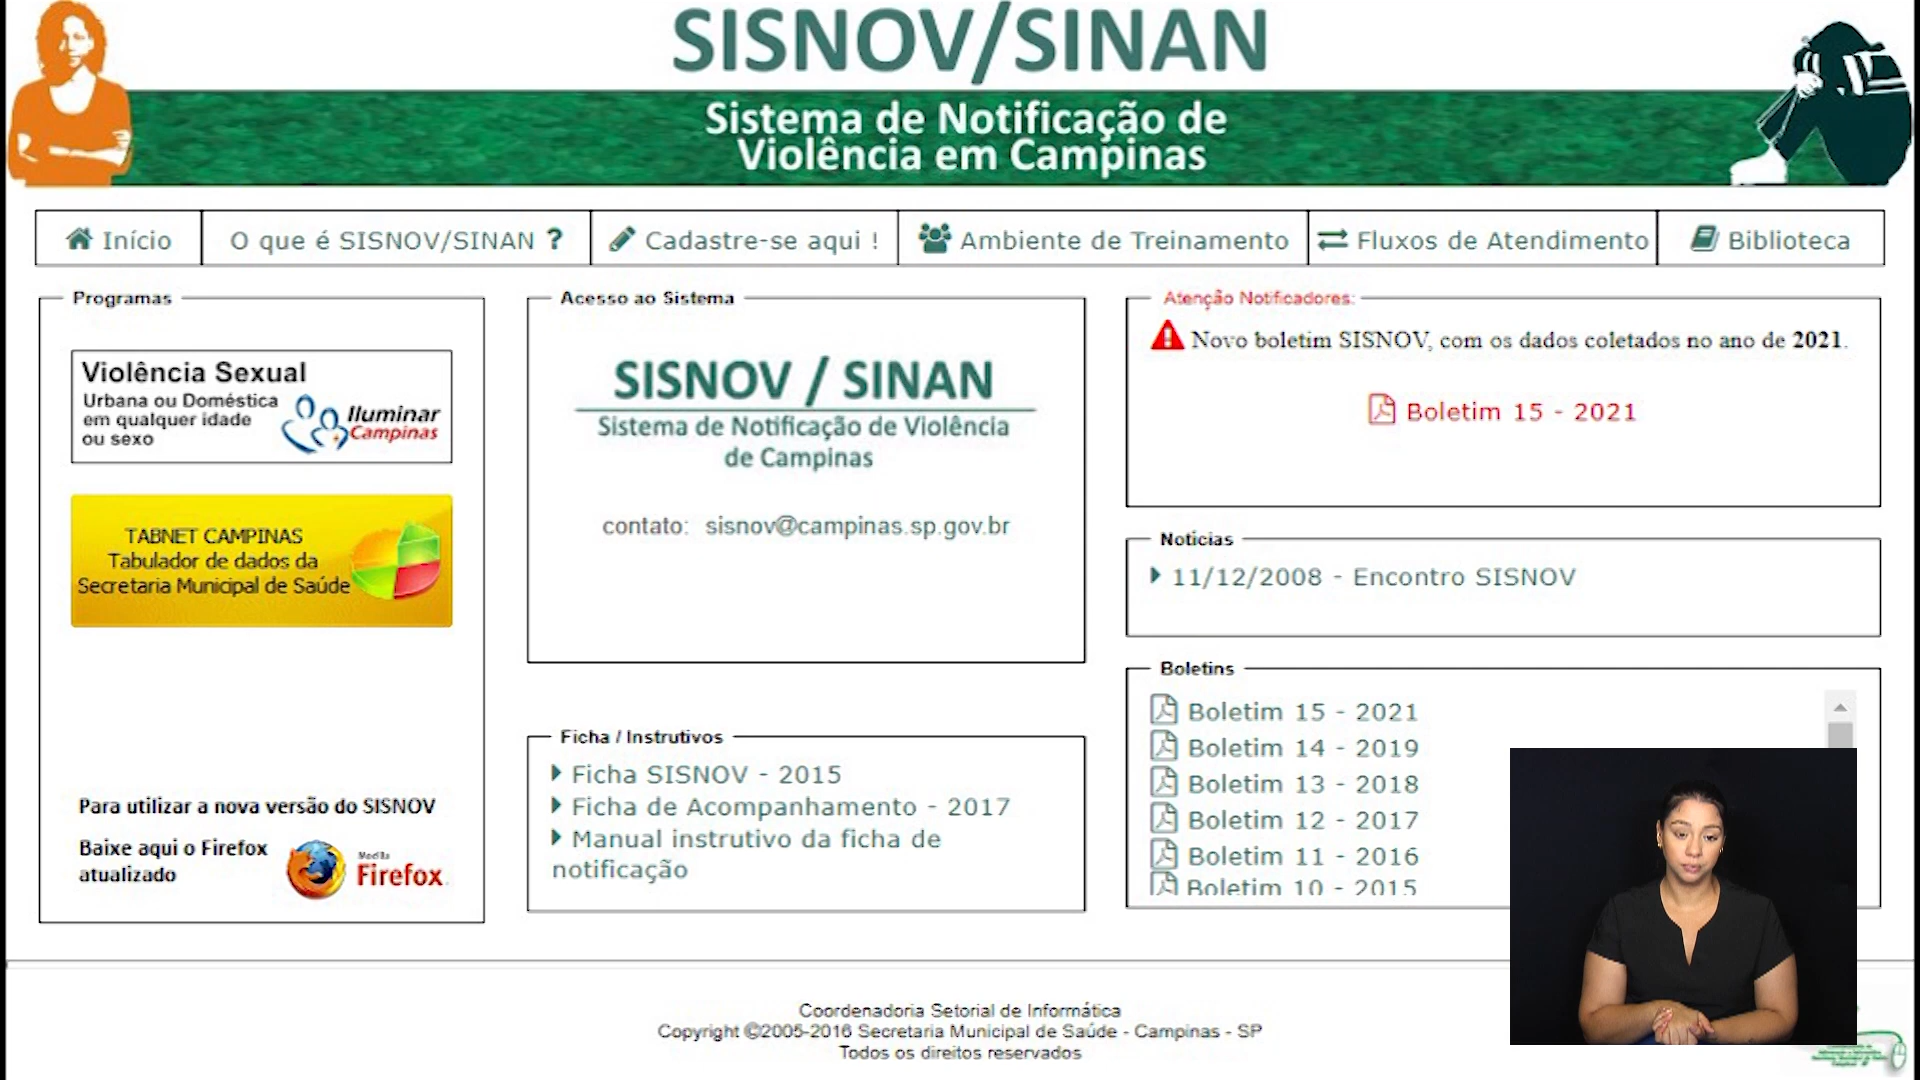 SISNOV/SINAN
Sistema de Notificação de
Violência em Campinas
Início
O que é SISNOV/SINAN ?
Cadastre-se aqui !
Ambiente de Treinamento
Fluxos de Atendimento
Biblioteca
Programas
Violência Sexual
Urbana ou Doméstica
em qualquer idade
ou sexo
Iluminar
Campinas
TABNET CAMPINAS
Tabulador de dados da
Secretaria Municipal de Saúde
Para utilizar a nova versão do SISNOV
Baixe aqui o Firefox
atualizado
Mozilla
Firefox
Acesso ao Sistema
SISNOV / SINAN
Sistema de Notificação de Violência
de Campinas
contato: sisnov@campinas.sp.gov.br
Ficha / Instrutivos
Ficha SISNOV - 2015
Ficha de Acompanhamento - 2017
Manual instrutivo da ficha de
notificação
Atenção Notificadores:
Novo boletim SISNOV, com os dados coletados no ano de 2021.
Boletim 15 - 2021
Noticias
11/12/2008 - Encontro SISNOV
Boletins
Boletim 15 - 2021
Boletim 14 - 2019
Boletim 13 - 2018
Boletim 12 - 2017
Boletim 11 - 2016
Boletim 10 - 2015
Coordenadoria Setorial de Informática
Copyright ©2005-2016 Secretaria Municipal de Saúde - Campinas - SP
Todos os direitos reservados